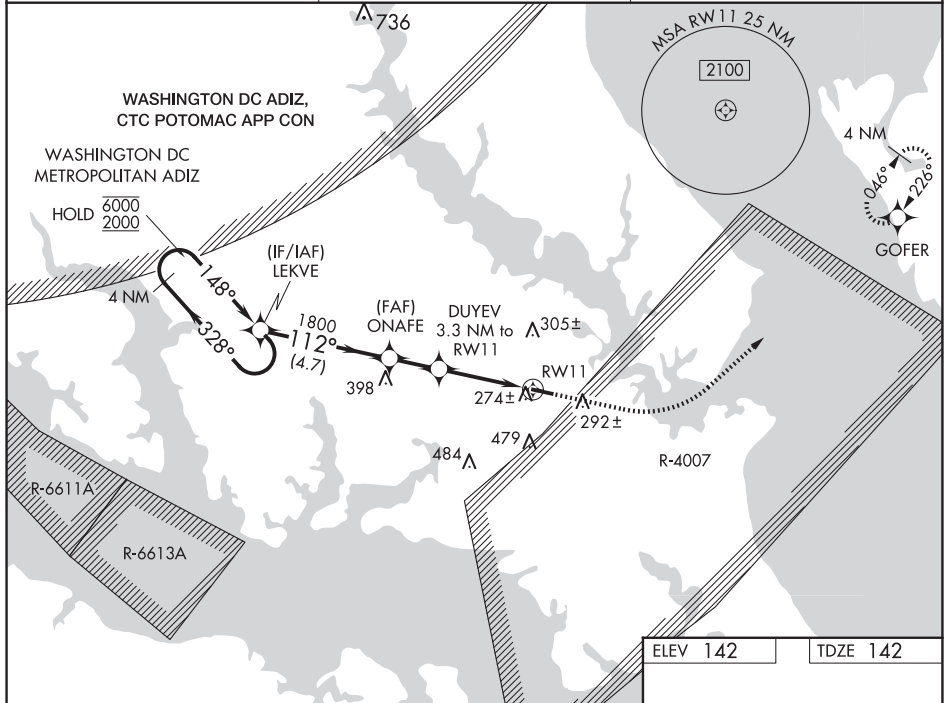 736
MSA RW11 25 NM
2100
WASHINGTON DC ADIZ,
CTC POTOMAC APP CON
WASHINGTON DC
METROPOLITAN ADIZ
HOLD 6000
2000
4 NM
046°
226°
GOFER
148°
4 NM
328°
(IF/IAF)
LEKVE
1800
112°
(4.7)
(FAF)
ONAFE
DUYEV
3.3 NM to
RW11
305±
398
RW11
274±
292±
479
484
R-4007
R-6611A
R-6613A
ELEV 142
TDZE 142